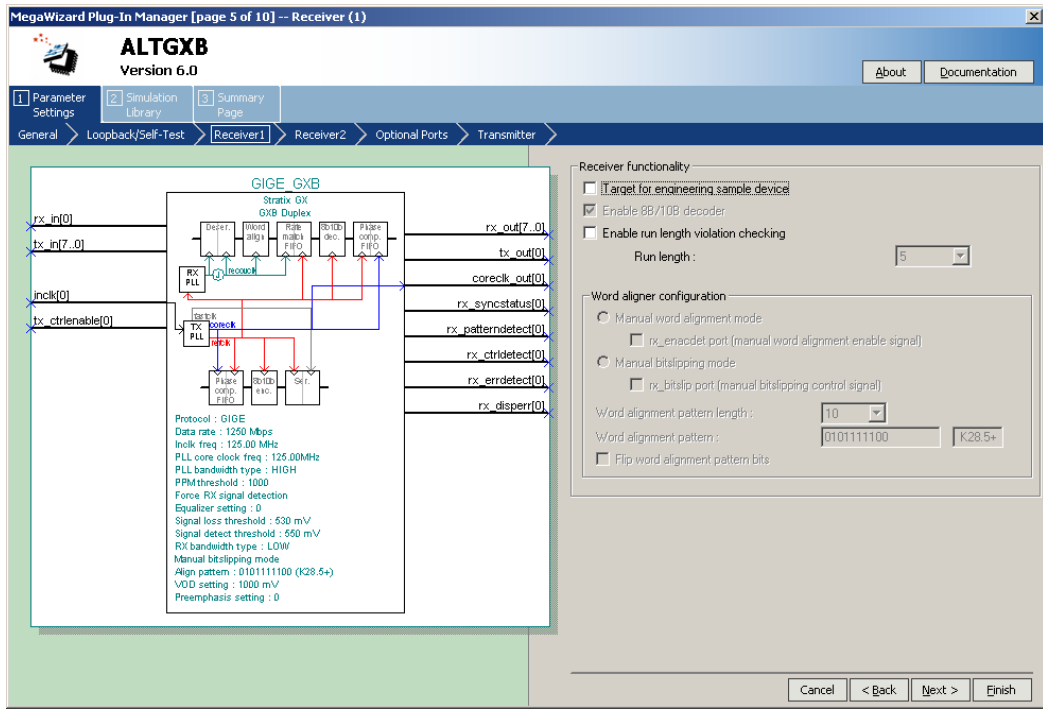 MegaWizard Plug-In Manager [page 5 of 10] -- Receiver (1)
ALTGXB
Version 6.0
About
Documentation
1 Parameter Settings
2 Simulation Library
3 Summary Page
General
Loopback/Self-Test
Receiver1
Receiver2
Optional Ports
Transmitter
GIGE_GXB
Stratix GX
GXB Duplex
rx_in[0]
tx_in[7..0]
inclk[0]
tx_ctrlenable[0]
Deser.
Word align
Rate match FIFO
8b10b dec.
Phase comp. FIFO
RX PLL
recovclk
fastclk
coreclk
TX PLL
refclk
Phase comp. FIFO
8b10b enc.
Ser.
rx_out[7..0]
tx_out[0]
coreclk_out[0]
rx_syncstatus[0]
rx_patterndetect[0]
rx_ctrldetect[0]
rx_errdetect[0]
rx_disperr[0]
Protocol : GIGE
Data rate : 1250 Mbps
Inclk freq : 125.00 MHz
PLL core clock freq : 125.00MHz
PLL bandwidth type : HIGH
PPM threshold : 1000
Force RX signal detection
Equalizer setting : 0
Signal loss threshold : 530 mV
Signal detect threshold : 550 mV
RX bandwidth type : LOW
Manual bitslipping mode
Align pattern : 0101111100 (K28.5+)
VOD setting : 1000 mV
Preemphasis setting : 0
Receiver functionality
Target for engineering sample device
Enable 8B/10B decoder
Enable run length violation checking
Run length :
5
Word aligner configuration
Manual word alignment mode
rx_enacdet port (manual word alignment enable signal)
Manual bitslipping mode
rx_bitslip port (manual bitslipping control signal)
Word alignment pattern length :
10
Word alignment pattern :
0101111100
K28.5+
Flip word alignment pattern bits
Cancel
< Back
Next >
Finish